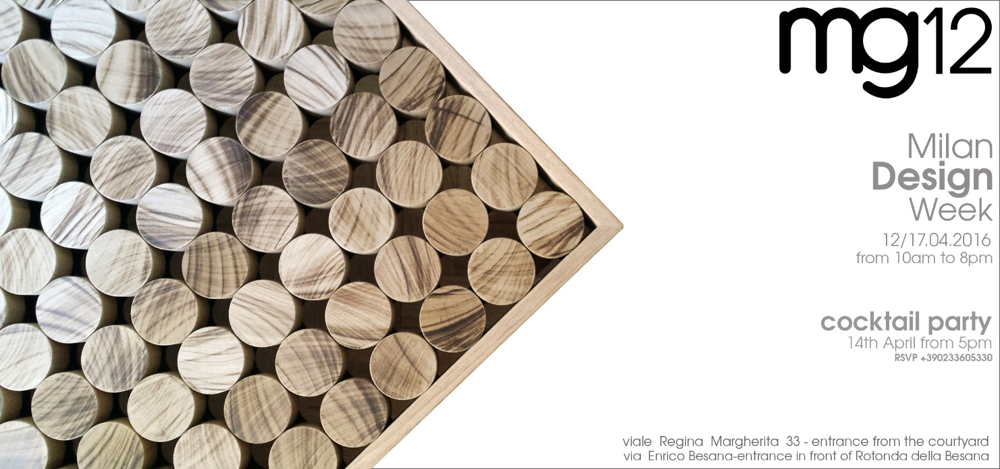 mg12
Milan
Design
Week
12/17.04.2016
from 10am to 8pm
cocktail party
14th April from 5pm
RSVP +390233605330
viale Regina Margherita 33 - entrance from the courtyard
via Enrico Besana-entrance in front of Rotonda della Besana